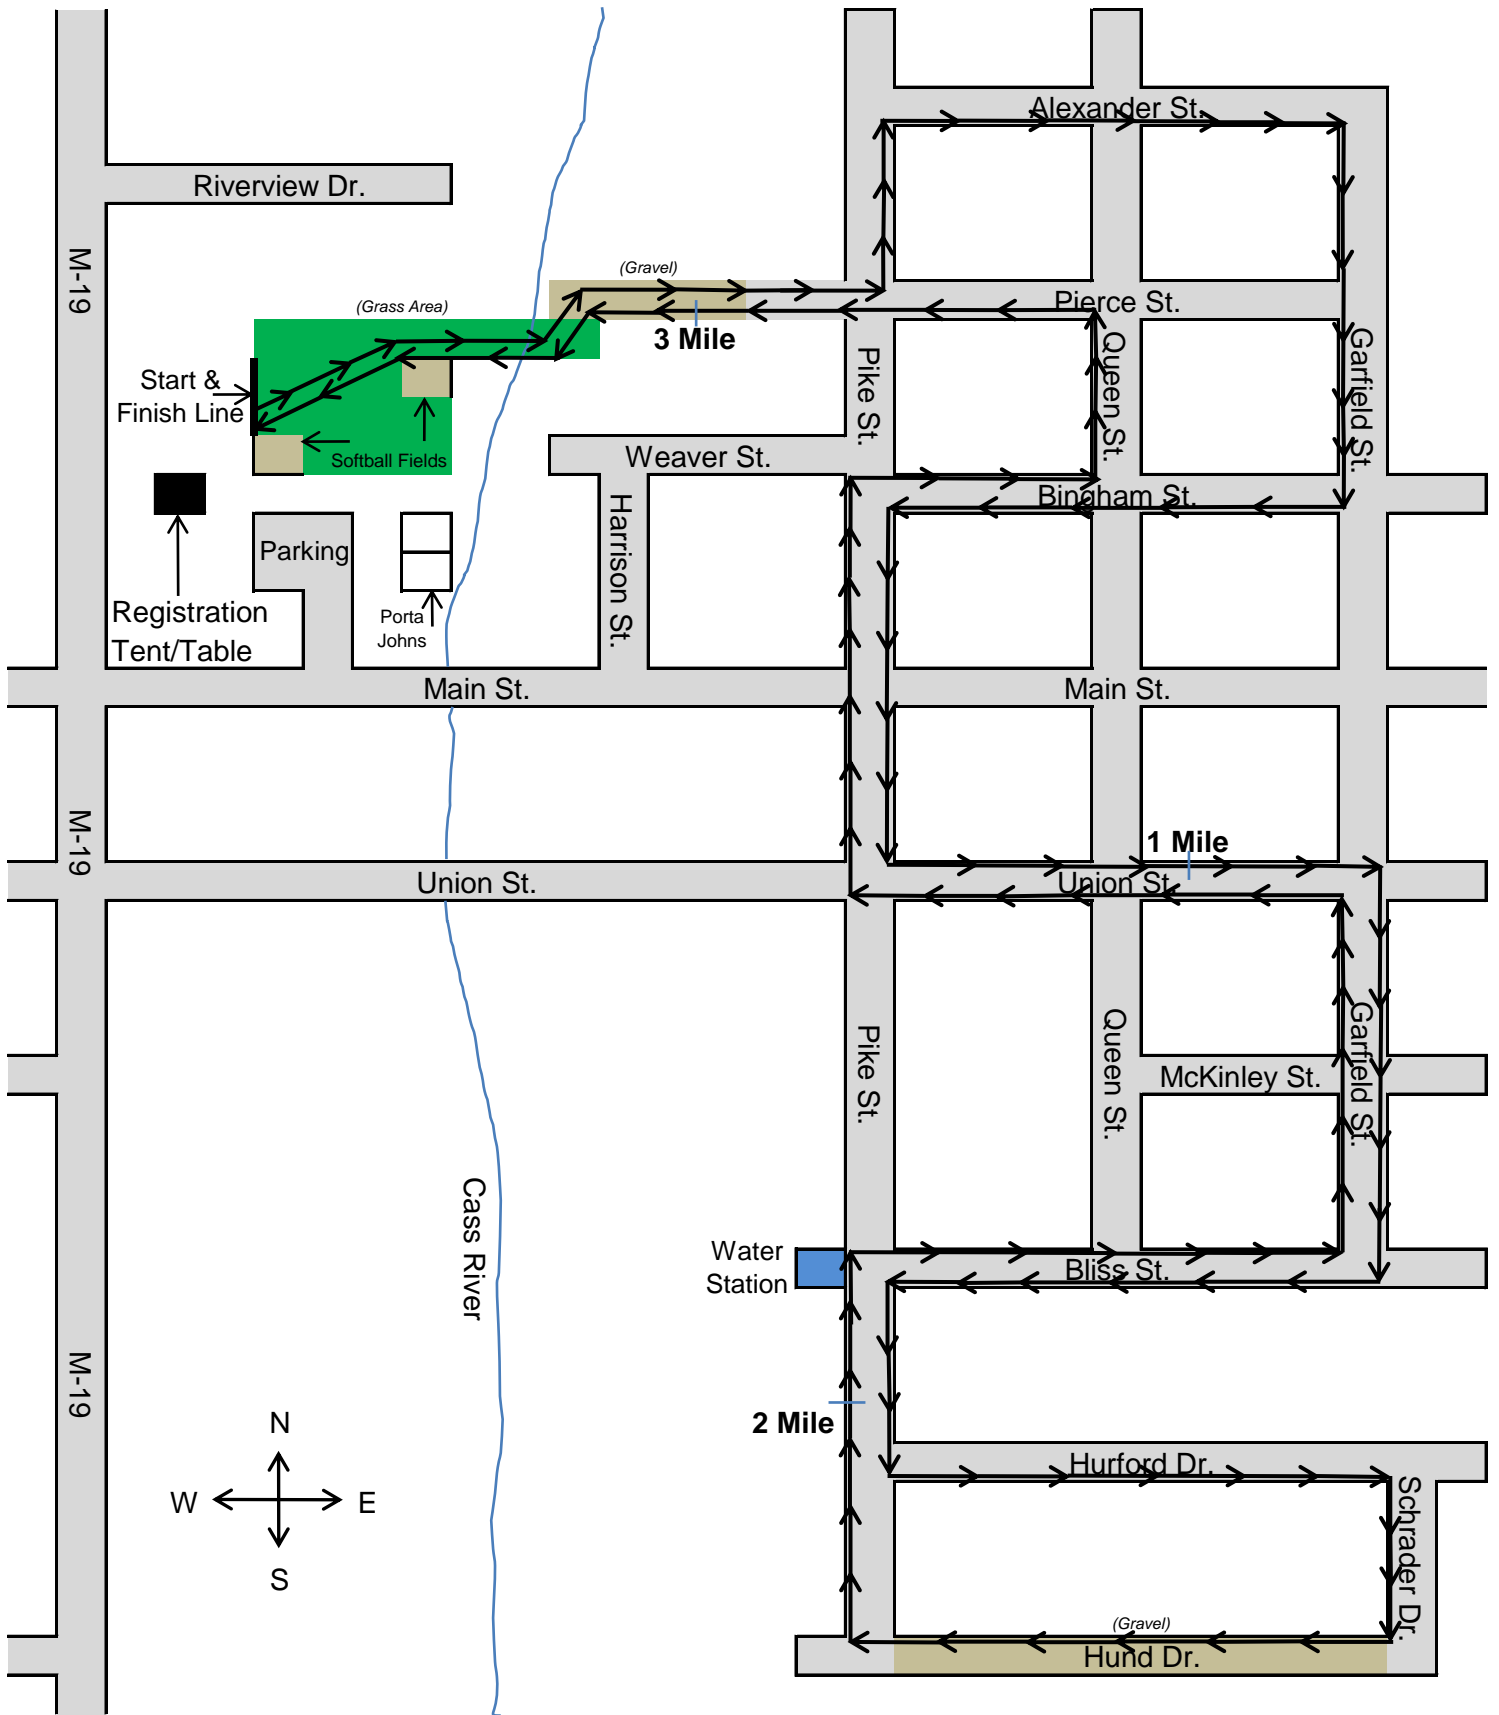 Alexander St.
Riverview Dr.
M-19
(Gravel)
(Grass Area)
Pierce St.
3 Mile
Start &
Finish Line
Pike St.
Queen St.
Garfield St.
Softball Fields
Weaver St.
Bingham St.
Harrison St.
Parking
Registration
Tent/Table
Porta
Johns
Main St.
Main St.
M-19
1 Mile
Union St.
Union St.
Pike St.
Queen St.
Garfield St.
McKinley St.
Cass River
Water
Station
Bliss St.
M-19
2 Mile
N
W
E
S
Hurford Dr.
Schrader Dr.
(Gravel)
Hund Dr.